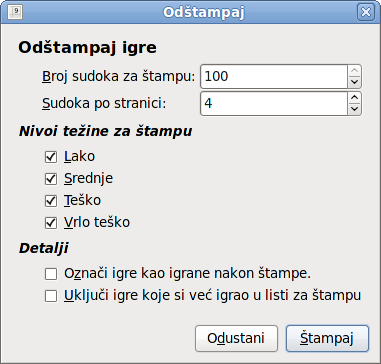 Odštampaj
Odštampaj igre
Broj sudoka za štampu: 100
Sudoka po stranici: 4
Nivoi težine za štampu
Lako
Srednje
Teško
Vrlo teško
Detalji
Označi igre kao igrane nakon štampe.
Uključi igre koje si već igrao u listi za štampu
Odustani Štampaj